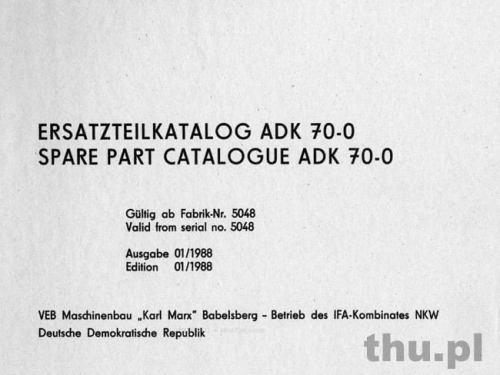 ERSATZTEILKATALOG ADK 70-0
SPARE PART CATALOGUE ADK 70-0
Gültig ab Fabrik-Nr. 5048
Valid from serial no. 5048
Ausgabe 01/1988
Edition 01/1988
VEB Maschinenbau „Karl Marx" Babelsberg – Betrieb des IFA-Kombinates NKW
Deutsche Demokratische Republik
thu.pl